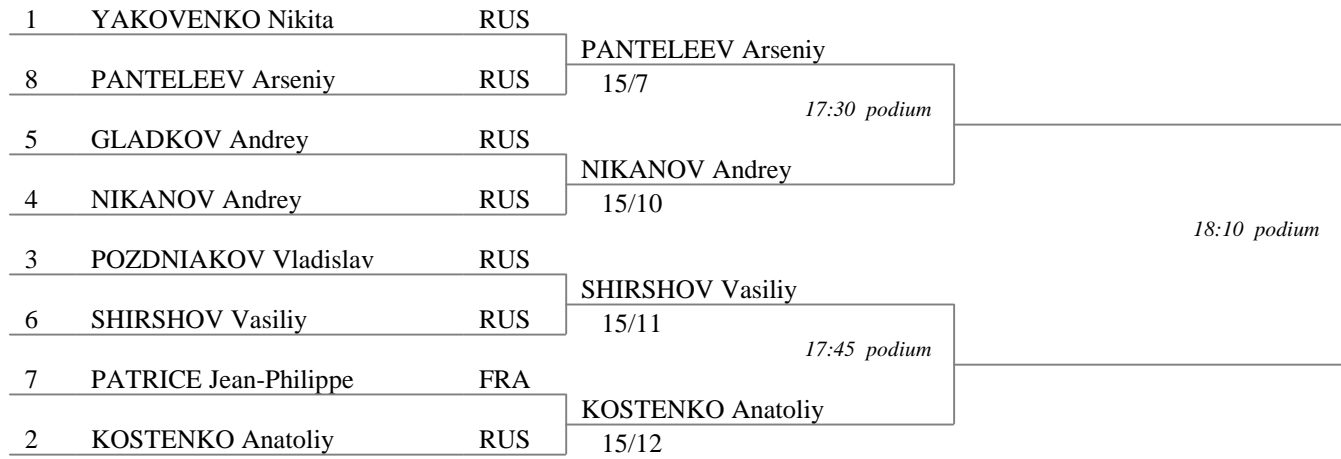 1 YAKOVENKO Nikita RUS
PANTELEEV Arseniy
8 PANTELEEV Arseniy RUS
15/7
17:30 podium
5 GLADKOV Andrey RUS
NIKANOV Andrey
4 NIKANOV Andrey RUS
15/10
18:10 podium
3 POZDNIAKOV Vladislav RUS
SHIRSHOV Vasiliy
6 SHIRSHOV Vasiliy RUS
15/11
17:45 podium
7 PATRICE Jean-Philippe FRA
KOSTENKO Anatoliy
2 KOSTENKO Anatoliy RUS
15/12